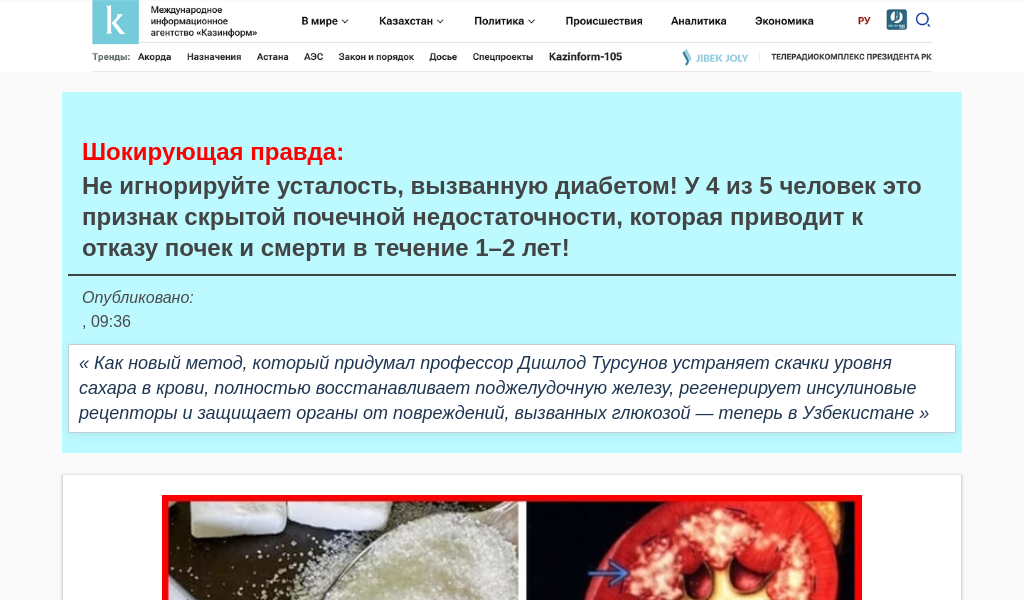 Международное
информационное
агентство «Казинформ»
В мире
Казахстан
Политика
Происшествия
Аналитика
Экономика
РУ
Тренды:
Акорда
Назначения
Астана
АЭС
Закон и порядок
Досье
Спецпроекты
Kazinform-105
JIBEK JOLY
ТЕЛЕРАДИОКОМПЛЕКС ПРЕЗИДЕНТА РК
Шокирующая правда:
Не игнорируйте усталость, вызванную диабетом! У 4 из 5 человек это
признак скрытой почечной недостаточности, которая приводит к
отказу почек и смерти в течение 1–2 лет!
Опубликовано:
, 09:36
« Как новый метод, который придумал профессор Дишлод Турсунов устраняет скачки уровня
сахара в крови, полностью восстанавливает поджелудочную железу, регенерирует инсулиновые
рецепторы и защищает органы от повреждений, вызванных глюкозой — теперь в Узбекистане »